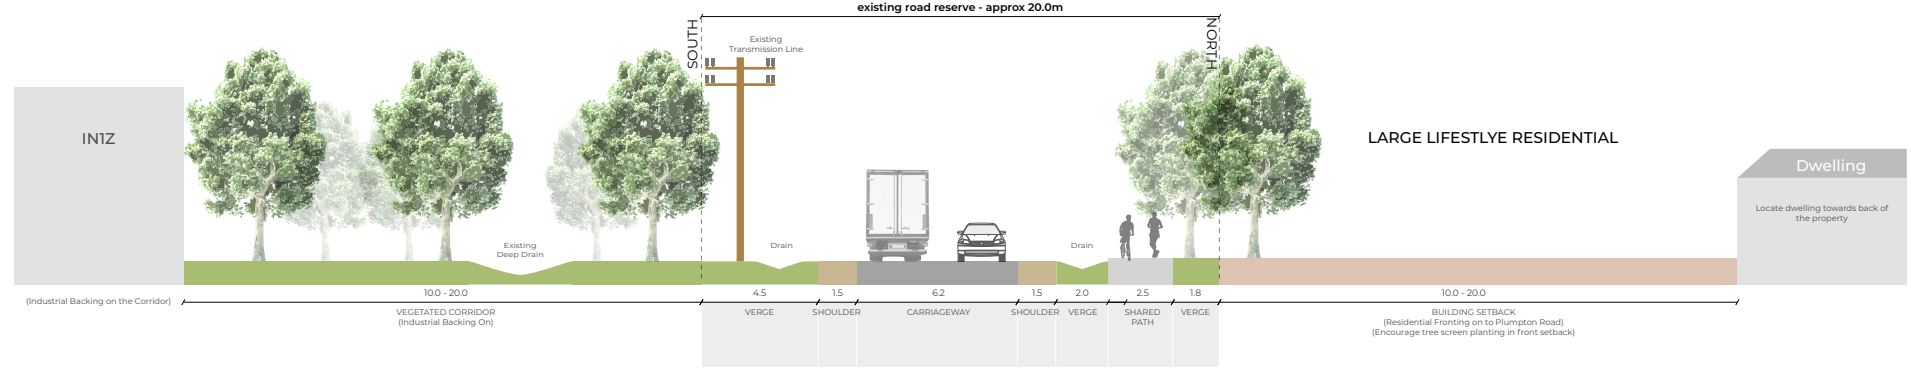 existing road reserve - approx 20.0m
SOUTH
NORTH
Existing
Transmission Line
IN1Z
LARGE LIFESTLYE RESIDENTIAL
Dwelling
Locate dwelling towards back of
the property
Existing
Deep Drain
Drain
Drain
(Industrial Backing on the Corridor)
10.0 - 20.0
4.5
1.5
6.2
1.5
2.0
2.5
1.8
10.0 - 20.0
VEGETATED CORRIDOR
(Industrial Backing On)
VERGE
SHOULDER
CARRIAGEWAY
SHOULDER
VERGE
SHARED
PATH
VERGE
BUILDING SETBACK
(Residential Fronting on to Plumpton Road)
(Encourage tree screen planting in front setback)